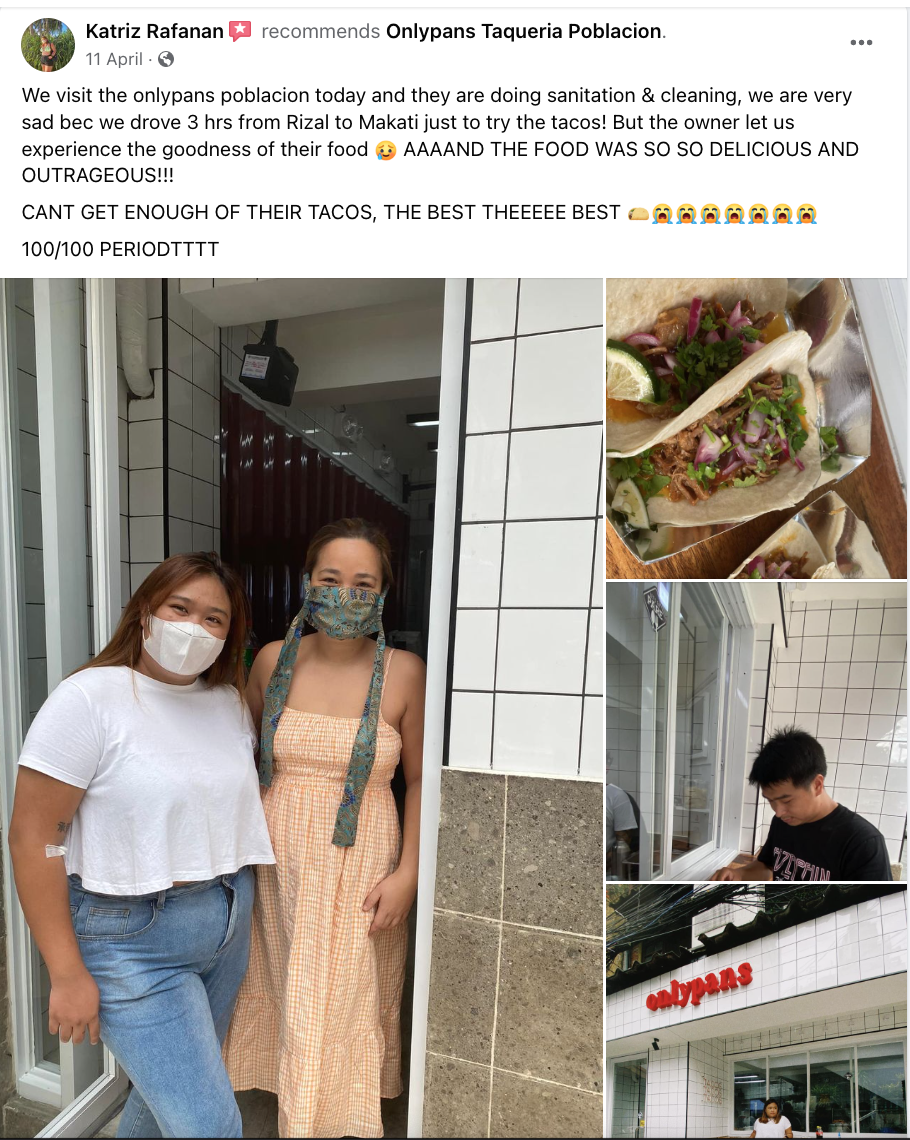 Katriz Rafanan recommends Onlypans Taqueria Poblacion.
11 April ·
We visit the onlypans poblacion today and they are doing sanitation & cleaning, we are very
sad bec we drove 3 hrs from Rizal to Makati just to try the tacos! But the owner let us
experience the goodness of their food 🥲 AAAAND THE FOOD WAS SO SO DELICIOUS AND
OUTRAGEOUS!!!
CANT GET ENOUGH OF THEIR TACOS, THE BEST THEEEEE BEST 🌮😭😭😭😭😭😭😭
100/100 PERIODTTTT
onlypans